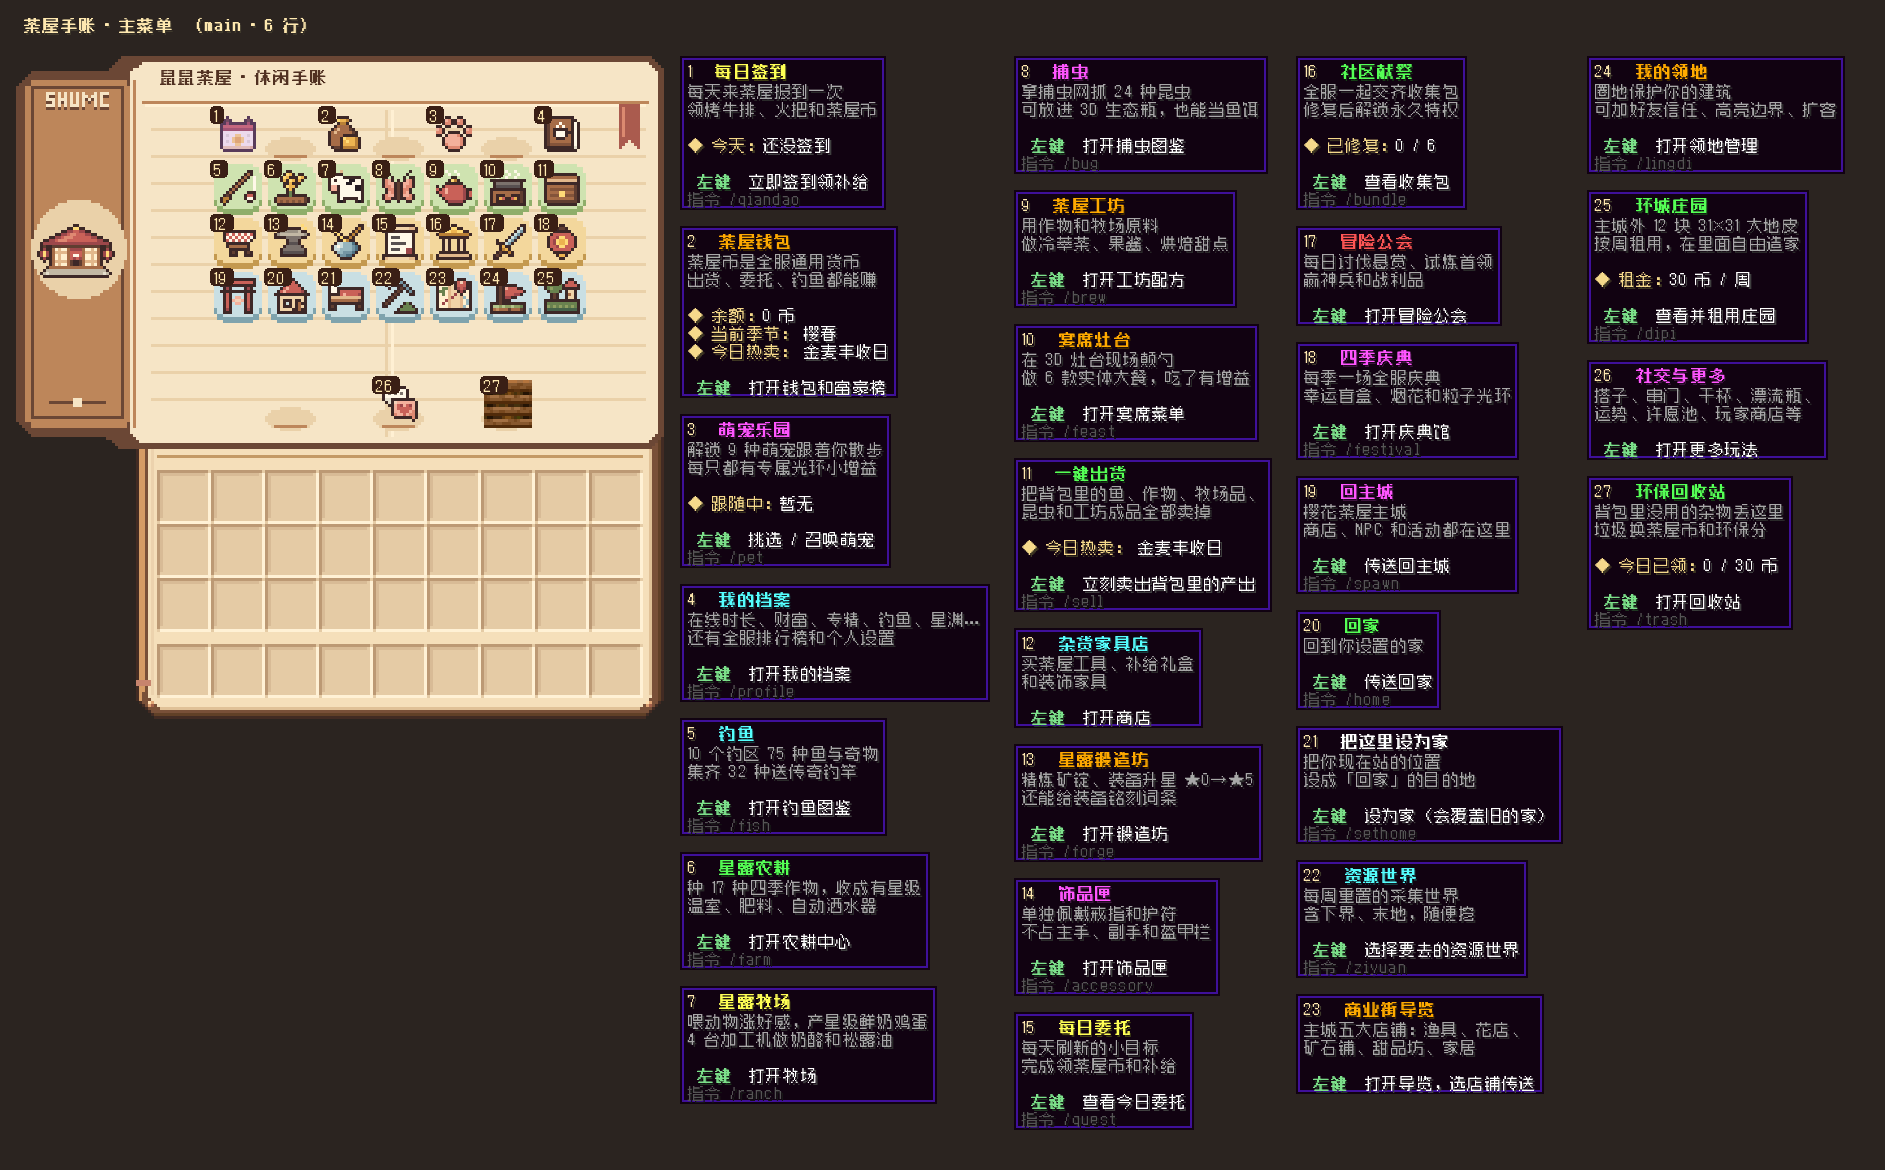 茶屋手账 · 主菜单 (main · 6 行)
SHUMC
鼠鼠茶屋 · 休闲手账
1
2
3
4
5
6
7
8
9
10
11
12
13
14
15
16
17
18
19
20
21
22
23
24
25
26
27
1 每日签到
每天来茶屋报到一次
领烤牛排、火把和茶屋币
◆ 今天: 还没签到
左键 立即签到领补给
指令 /qiandao
2 茶屋钱包
茶屋币是全服通用货币
出货、委托、钓鱼都能赚
◆ 余额: 0 币
◆ 当前季节: 樱春
◆ 今日热卖: 金麦丰收日
左键 打开钱包和富豪榜
3 萌宠乐园
解锁 9 种萌宠跟着你散步
每只都有专属光环小增益
◆ 跟随中: 暂无
左键 挑选 / 召唤萌宠
指令 /pet
4 我的档案
在线时长、财富、专精、钓鱼、星渊…
还有全服排行榜和个人设置
左键 打开我的档案
指令 /profile
5 钓鱼
10 个钓区 75 种鱼与奇物
集齐 32 种送传奇钓竿
左键 打开钓鱼图鉴
指令 /fish
6 星露农耕
种 17 种四季作物，收成有星级
温室、肥料、自动洒水器
左键 打开农耕中心
指令 /farm
7 星露牧场
喂动物涨好感，产星级鲜奶鸡蛋
4 台加工机做奶酪和松露油
左键 打开牧场
指令 /ranch
8 捕虫
拿捕虫网抓 24 种昆虫
可放进 3D 生态瓶，也能当鱼饵
左键 打开捕虫图鉴
指令 /bug
9 茶屋工坊
用作物和牧场原料
做冷萃茶、果酱、烘焙甜点
左键 打开工坊配方
指令 /brew
10 宴席灶台
在 3D 灶台现场颠勺
做 6 款实体大餐，吃了有增益
左键 打开宴席菜单
指令 /feast
11 一键出货
把背包里的鱼、作物、牧场品、
昆虫和工坊成品全部卖掉
◆ 今日热卖: 金麦丰收日
左键 立刻卖出背包里的产出
指令 /sell
12 杂货家具店
买茶屋工具、补给礼盒
和装饰家具
左键 打开商店
13 星露锻造坊
精炼矿锭、装备升星 ★0→★5
还能给装备铭刻词条
左键 打开锻造坊
指令 /forge
14 饰品匣
单独佩戴戒指和护符
不占主手、副手和盔甲栏
左键 打开饰品匣
指令 /accessory
15 每日委托
每天刷新的小目标
完成领茶屋币和补给
左键 查看今日委托
指令 /quest
16 社区献祭
全服一起交齐收集包
修复后解锁永久特权
◆ 已修复: 0 / 6
左键 查看收集包
指令 /bundle
17 冒险公会
每日讨伐悬赏、试炼首领
赢神兵和战利品
左键 打开冒险公会
18 四季庆典
每季一场全服庆典
幸运盲盒、烟花和粒子光环
左键 打开庆典馆
指令 /festival
19 回主城
樱花茶屋主城
商店、NPC 和活动都在这里
左键 传送回主城
指令 /spawn
20 回家
回到你设置的家
左键 传送回家
指令 /home
21 把这里设为家
把你现在站的位置
设成「回家」的目的地
左键 设为家（会覆盖旧的家）
指令 /sethome
22 资源世界
每周重置的采集世界
含下界、末地，随便挖
左键 选择要去的资源世界
指令 /ziyuan
23 商业街导览
主城五大店铺: 渔具、花店、
矿石铺、甜品坊、家居
左键 打开导览，选店铺传送
24 我的领地
圈地保护你的建筑
可加好友信任、高亮边界、扩容
左键 打开领地管理
指令 /lingdi
25 环城庄园
主城外 12 块 31×31 大地皮
按周租用，在里面自由造家
◆ 租金: 30 币 / 周
左键 查看并租用庄园
指令 /dipi
26 社交与更多
搭子、串门、干杯、漂流瓶、
运势、许愿池、玩家商店等
左键 打开更多玩法
27 环保回收站
背包里没用的杂物丢这里
垃圾换茶屋币和环保分
◆ 今日已领: 0 / 30 币
左键 打开回收站
指令 /trash